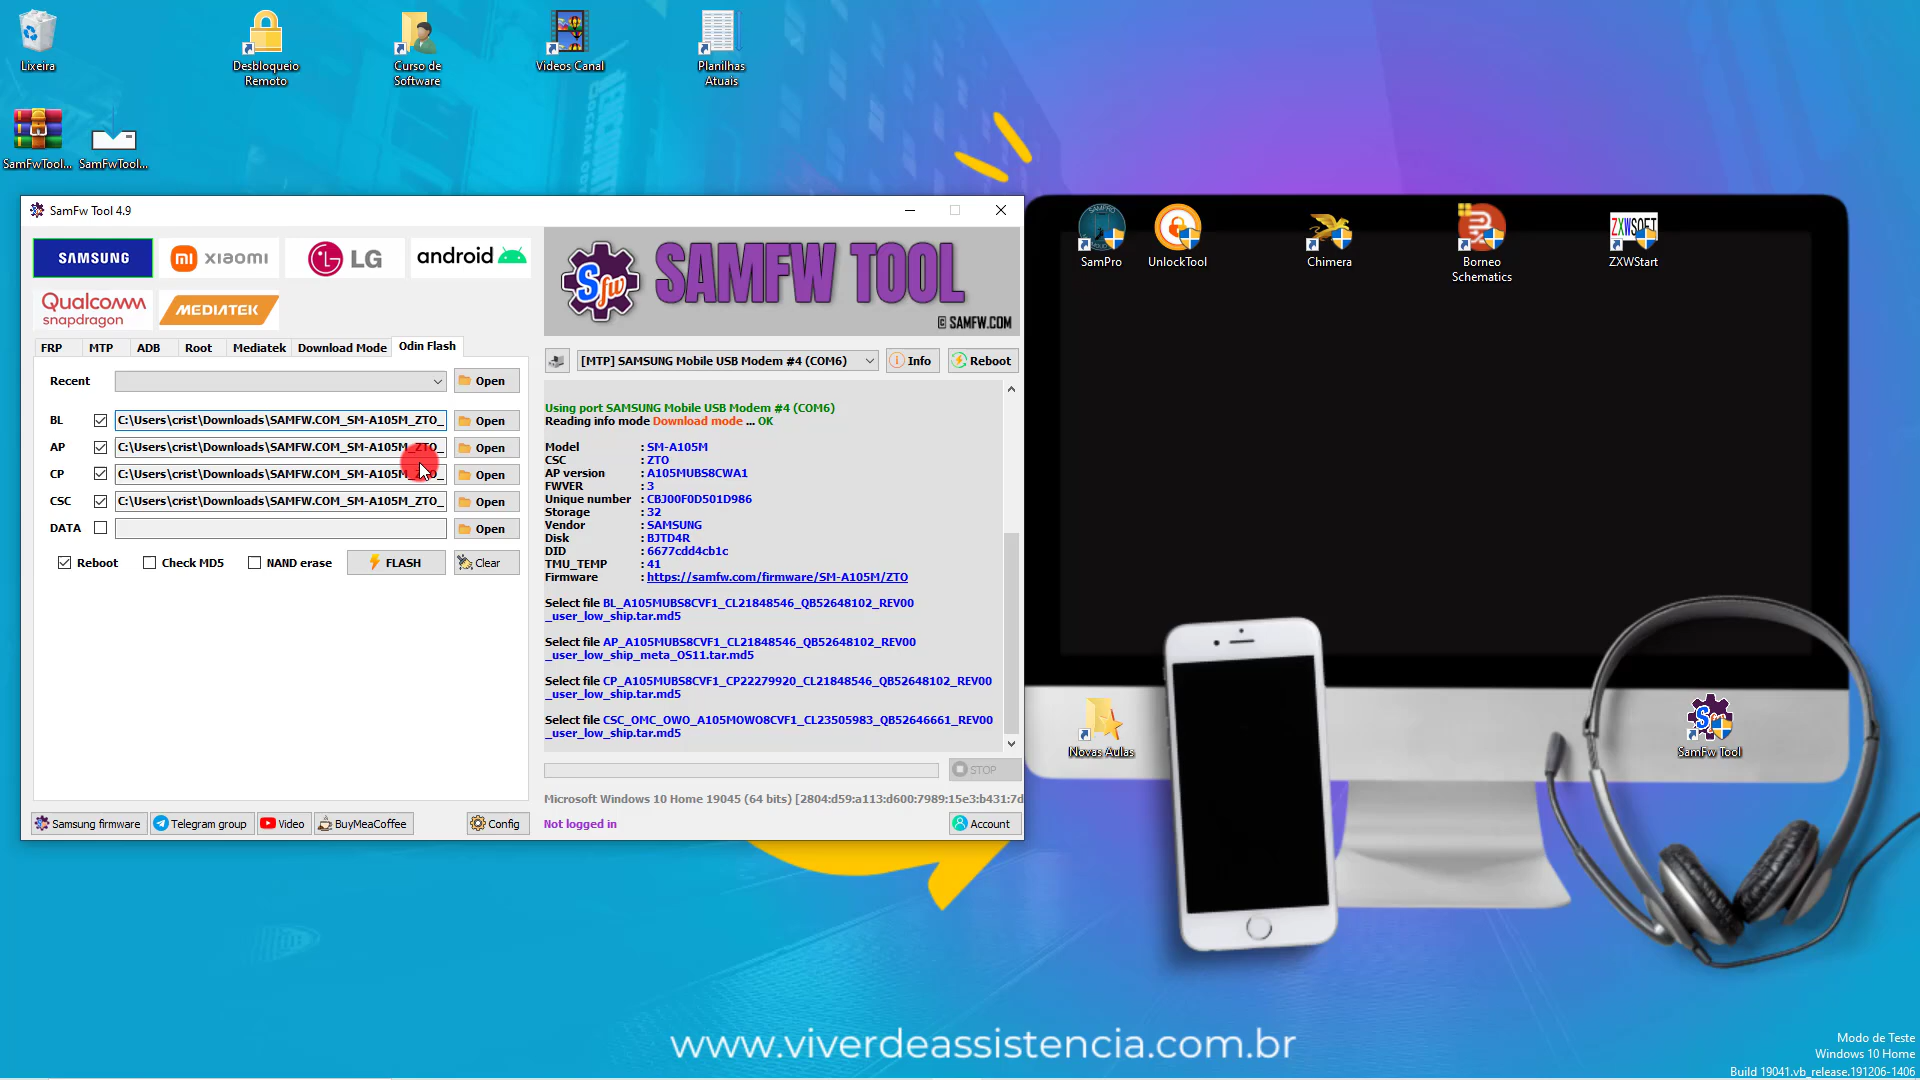 Lixeira
Desbloqueio
Remoto
Curso de
Software
Videos Canal
Planilhas
Atuais
SamFwTool...
SamFwTool...
SamFw Tool 4.9
SAMSUNG
xiaomi
LG
android
Qualcomm
snapdragon
MEDIATEK
Sfw
SAMFW TOOL
© SAMFW.COM
FRP
MTP
ADB
Root
Mediatek
Download Mode
Odin Flash
[MTP] SAMSUNG Mobile USB Modem #4 (COM6)
Info
Reboot
Recent
Open
BL
C:\Users\crist\Downloads\SAMFW.COM_SM-A105M_ZTO_
Open
AP
C:\Users\crist\Downloads\SAMFW.COM_SM-A105M_ZTO_
Open
CP
C:\Users\crist\Downloads\SAMFW.COM_SM-A105M_ZTO_
Open
CSC
C:\Users\crist\Downloads\SAMFW.COM_SM-A105M_ZTO_
Open
DATA
Open
Reboot
Check MD5
NAND erase
FLASH
Clear
Using port SAMSUNG Mobile USB Modem #4 (COM6)
Reading info mode Download mode ... OK
Model : SM-A105M
CSC : ZTO
AP version : A105MUBS8CWA1
FWVER : 3
Unique number : CBJ00F0D501D986
Storage : 32
Vendor : SAMSUNG
Disk : BJTD4R
DID : 6677cdd4cb1c
TMU_TEMP : 41
Firmware : https://samfw.com/firmware/SM-A105M/ZTO
Select file BL_A105MUBS8CVF1_CL21848546_QB52648102_REV00
_user_low_ship.tar.md5
Select file AP_A105MUBS8CVF1_CL21848546_QB52648102_REV00
_user_low_ship_meta_OS11.tar.md5
Select file CP_A105MUBS8CVF1_CP22279920_CL21848546_QB52648102_REV00
_user_low_ship.tar.md5
Select file CSC_OMC_OWO_A105MOWO8CVF1_CL23505983_QB52646661_REV00
_user_low_ship.tar.md5
STOP
Microsoft Windows 10 Home 19045 (64 bits) [2804:d59:a113:d600:7989:15e3:b431:7d
Samsung firmware
Telegram group
Video
BuyMeaCoffee
Config
Not logged in
Account
SamPro
UnlockTool
Chimera
Borneo
Schematics
ZXWSOFT
ZXWStart
Novas Aulas
Sfw
SamFw Tool
www.viverdeassistencia.com.br
Modo de Teste
Windows 10 Home
Build 19041.vb_release.191206-1406